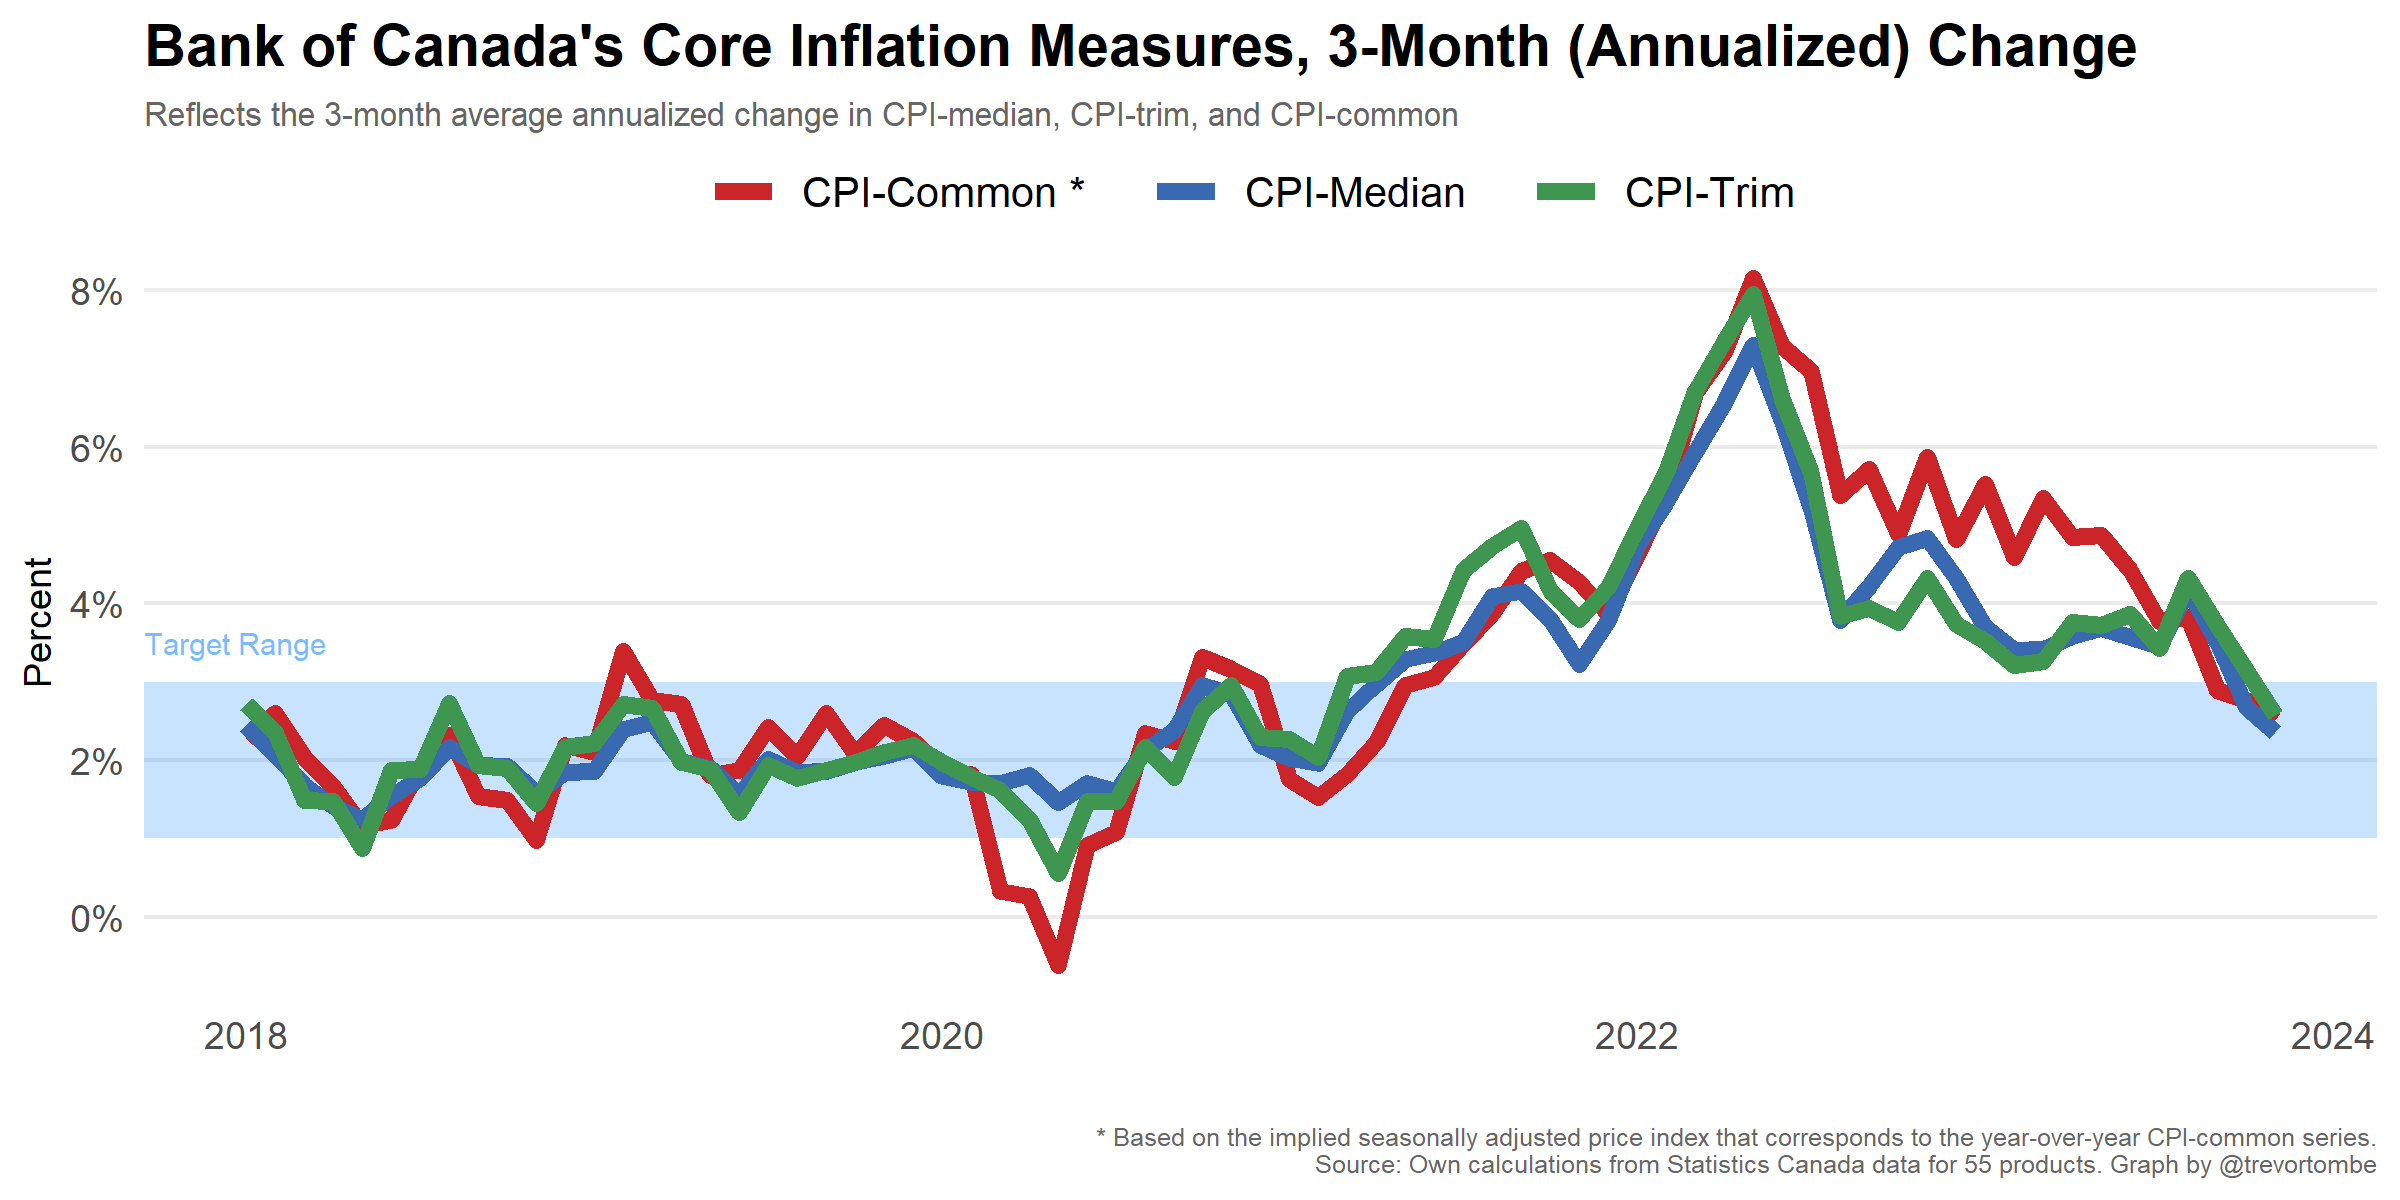 Bank of Canada's Core Inflation Measures, 3-Month (Annualized) Change
Reflects the 3-month average annualized change in CPI-median, CPI-trim, and CPI-common
CPI-Common * CPI-Median CPI-Trim
8%
6%
4%
2%
0%
Percent
Target Range
2018 2020 2022 2024
* Based on the implied seasonally adjusted price index that corresponds to the year-over-year CPI-common series.
Source: Own calculations from Statistics Canada data for 55 products. Graph by @trevortombe